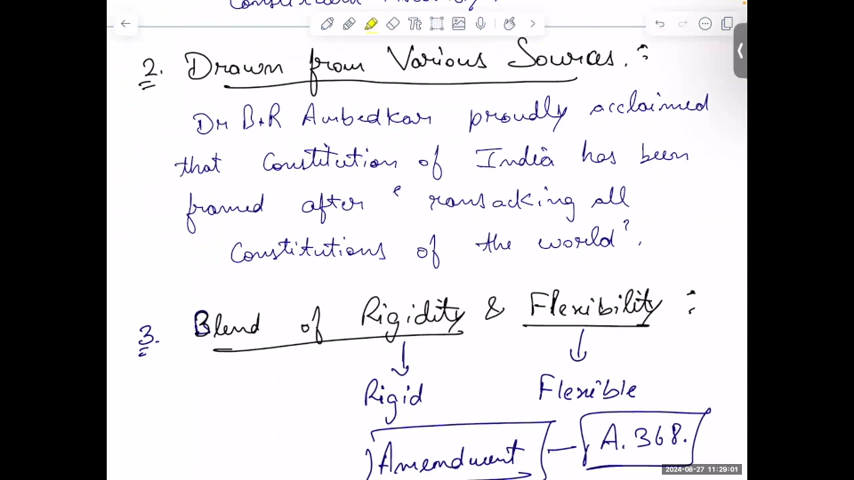 2. Drawn from Various Sources :
Dr B.R Ambedkar proudly acclaimed
that Constitution of India has been
framed after " ransacking all
Constitutions of the world".
3. Blend of Rigidity & Flexibility :
Rigid Flexible
Amendment — A. 368.
2024-08-27 11:29:01